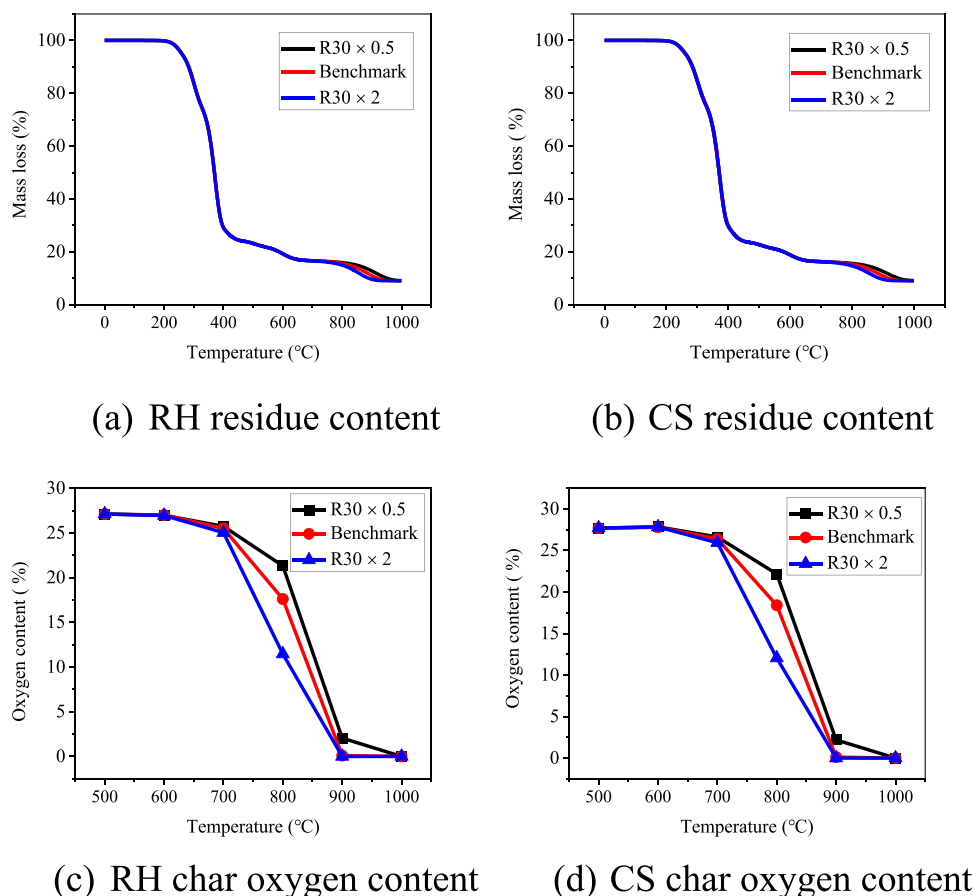 100
80
60
40
20
0
Mass loss (%)
R30 × 0.5
Benchmark
R30 × 2
0 200 400 600 800 1000
Temperature (℃)
(a) RH residue content
100
80
60
40
20
0
Mass loss ( %)
R30 × 0.5
Benchmark
R30 × 2
0 200 400 600 800 1000
Temperature (℃)
(b) CS residue content
30
25
20
15
10
5
0
Oxygen content ( %)
R30 × 0.5
Benchmark
R30 × 2
500 600 700 800 900 1000
Temperature (℃)
(c) RH char oxygen content
30
25
20
15
10
5
0
Oxygen content ( %)
R30 × 0.5
Benchmark
R30 × 2
500 600 700 800 900 1000
Temperature (℃)
(d) CS char oxygen content